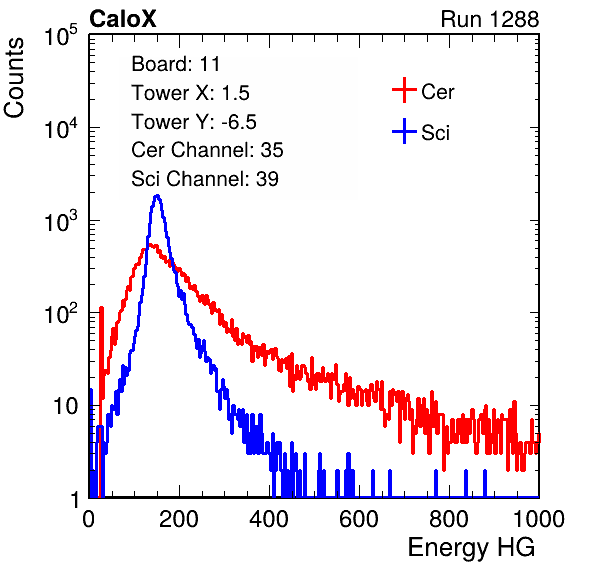 CaloX Run 1288
Counts
10^5
10^4
10^3
10^2
10
1
Board: 11
Tower X: 1.5
Tower Y: -6.5
Cer Channel: 35
Sci Channel: 39
Cer
Sci
0 200 400 600 800 1000
Energy HG